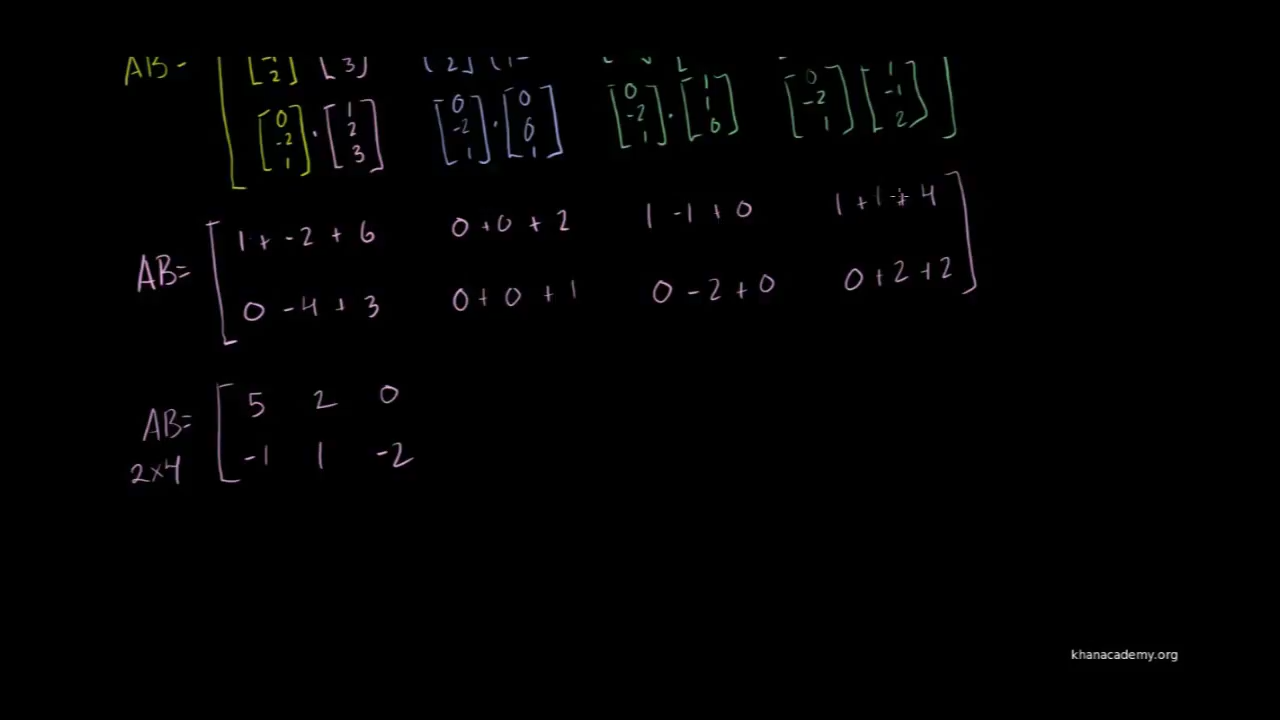 AB =
2] [3] [2]
[0 -2 1] · [1 2 3] [0 -2 1] · [0 0 1] [0 -2 1] · [1 1 0] [0 -2 1] [1 -1 2]
AB= [ 1 + -2 + 6 0 + 0 + 2 1 -1 + 0 1 + 1 + 4 ]
[ 0 - 4 + 3 0 + 0 + 1 0 - 2 + 0 0 + 2 + 2 ]
AB= [ 5 2 0
2×4 [ -1 1 -2
khanacademy.org